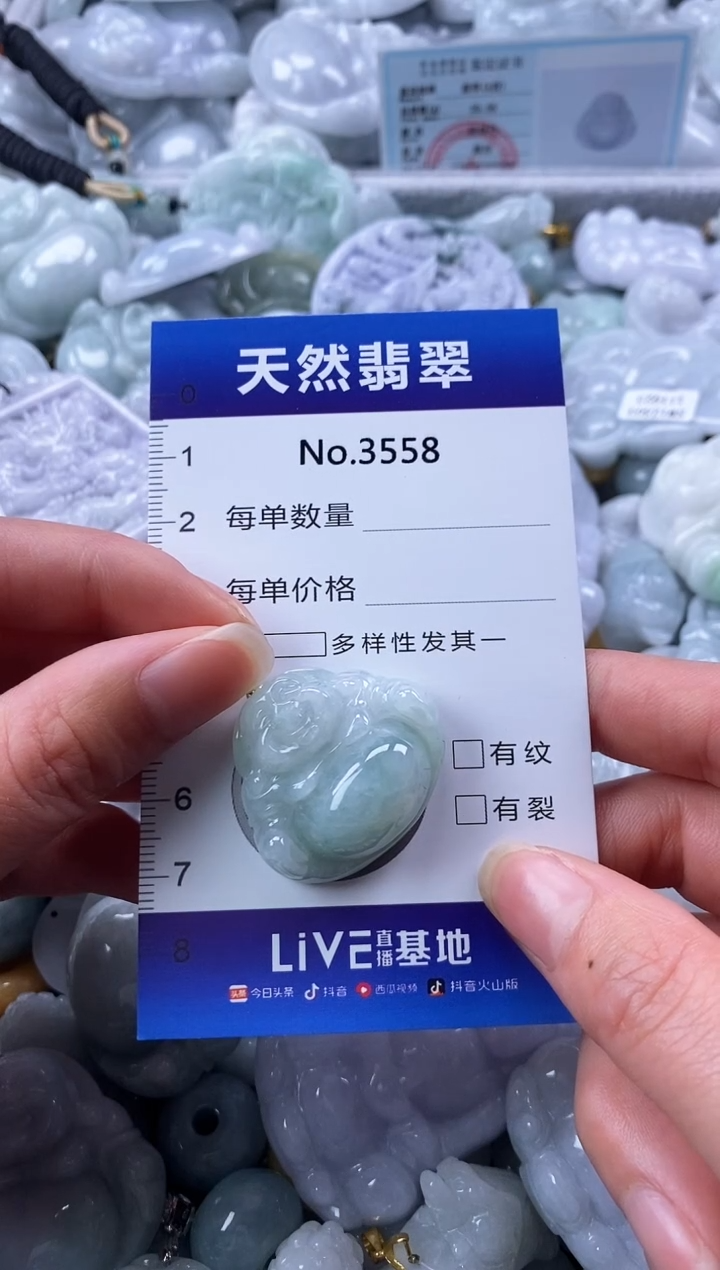 天然翡翠
0
No.3558
1
2
每单数量
每单价格
多样性发其一
有纹
6
有裂
7
8
LiVE直播基地
今日头条 抖音 西瓜视频 抖音火山版